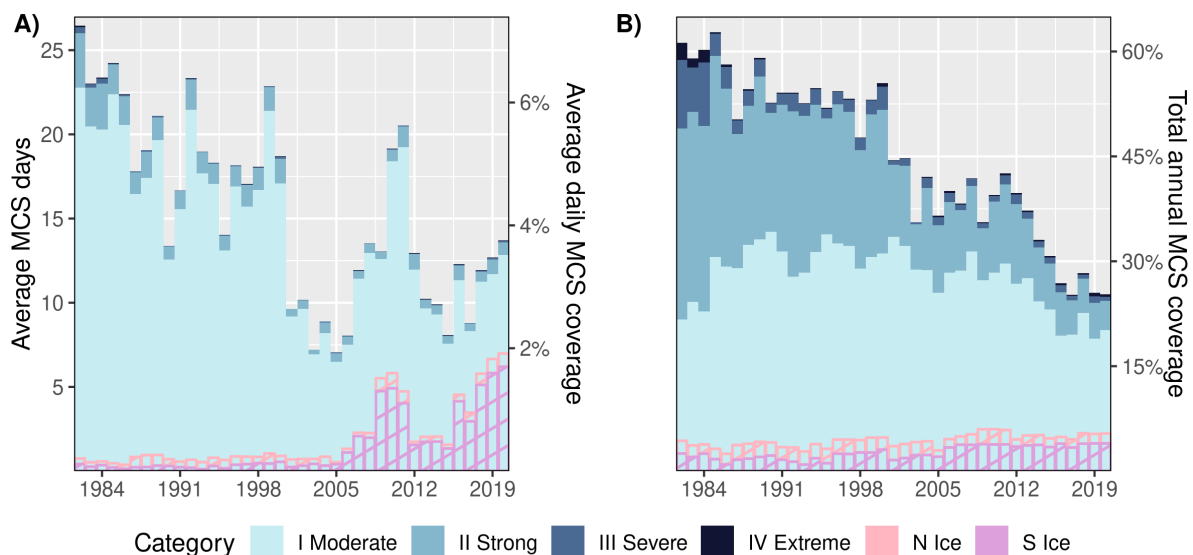 A)
B)
Average MCS days
25
20
15
10
5
6%
4%
2%
Average daily MCS coverage
60%
45%
30%
15%
Total annual MCS coverage
1984 1991 1998 2005 2012 2019
1984 1991 1998 2005 2012 2019
Category I Moderate II Strong III Severe IV Extreme N Ice S Ice